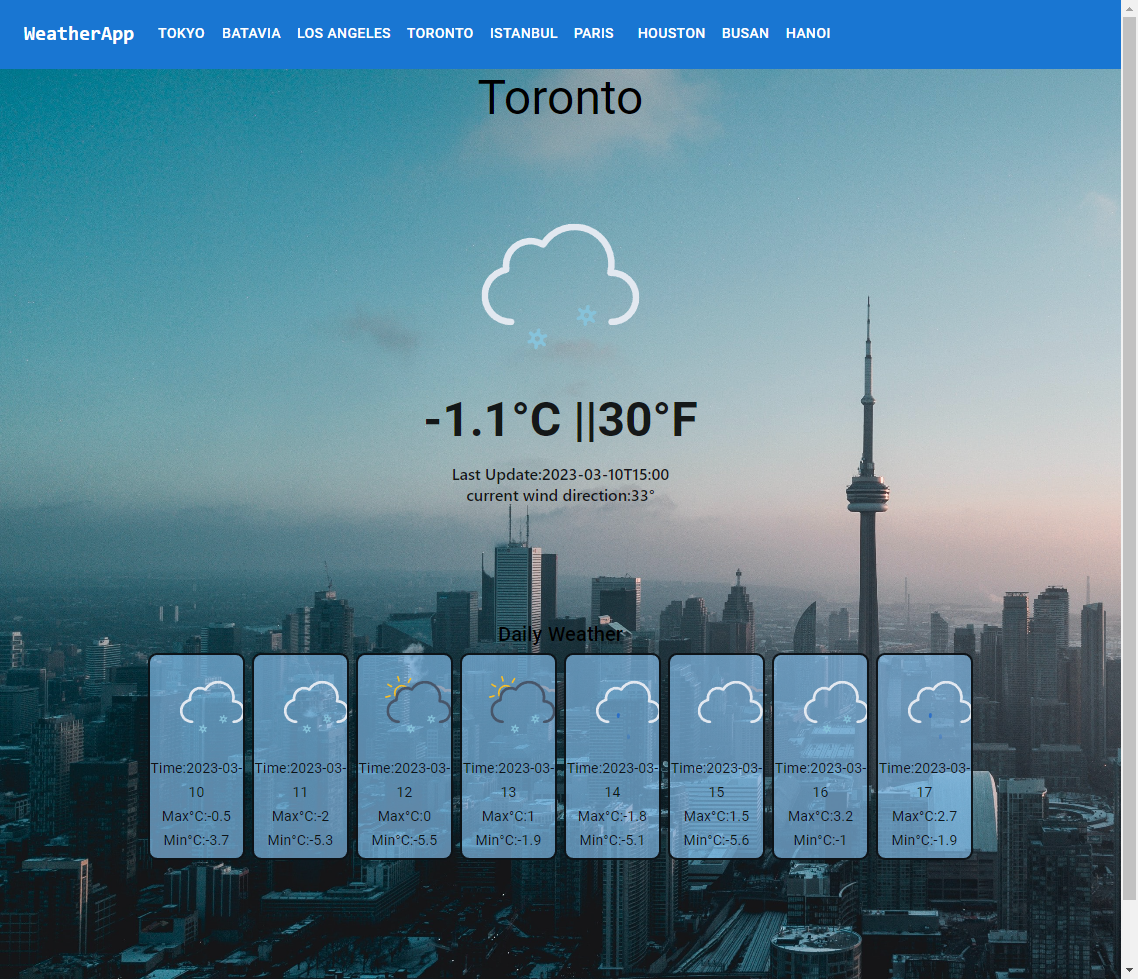 WeatherApp TOKYO BATAVIA LOS ANGELES TORONTO ISTANBUL PARIS HOUSTON BUSAN HANOI
Toronto
-1.1°C ||30°F
Last Update:2023-03-10T15:00
current wind direction:33°
Daily Weather
Time:2023-03-
10
Max°C:-0.5
Min°C:-3.7
Time:2023-03-
11
Max°C:-2
Min°C:-5.3
Time:2023-03-
12
Max°C:0
Min°C:-5.5
Time:2023-03-
13
Max°C:1
Min°C:-1.9
Time:2023-03-
14
Max°C:-1.8
Min°C:-5.1
Time:2023-03-
15
Max°C:1.5
Min°C:-5.6
Time:2023-03-
16
Max°C:3.2
Min°C:-1
Time:2023-03-
17
Max°C:2.7
Min°C:-1.9